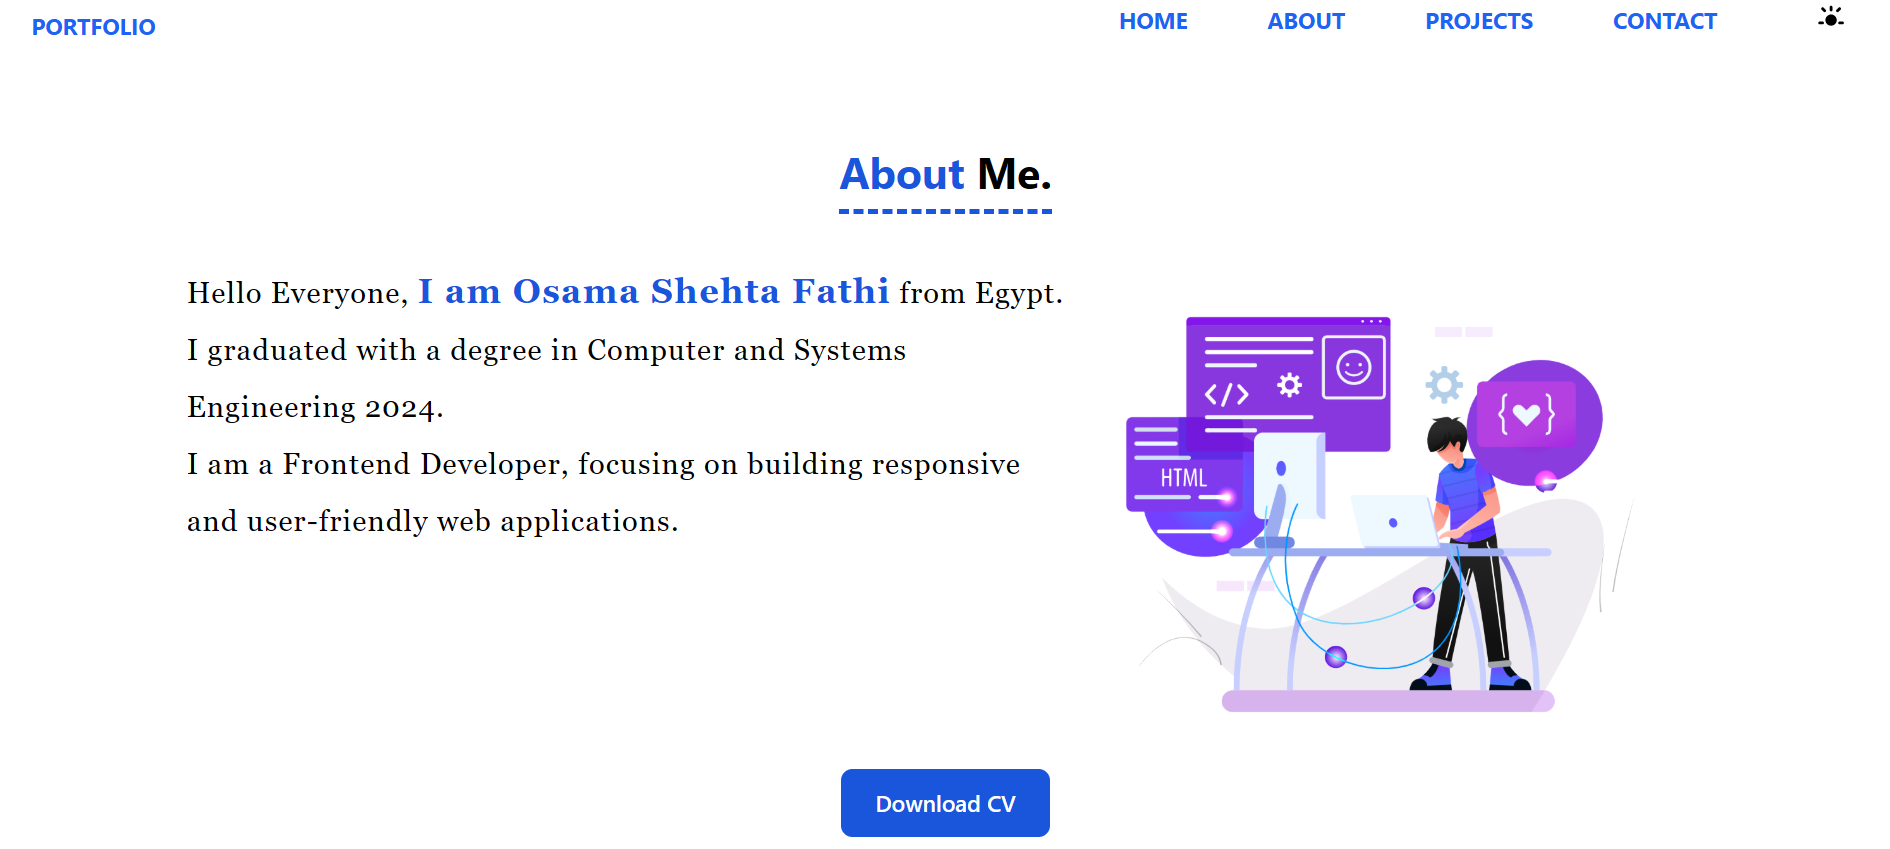 PORTFOLIO
HOME ABOUT PROJECTS CONTACT
About Me.
Hello Everyone, I am Osama Shehta Fathi from Egypt.
I graduated with a degree in Computer and Systems
Engineering 2024.
I am a Frontend Developer, focusing on building responsive
and user-friendly web applications.
</>
{ }
HTML
Download CV